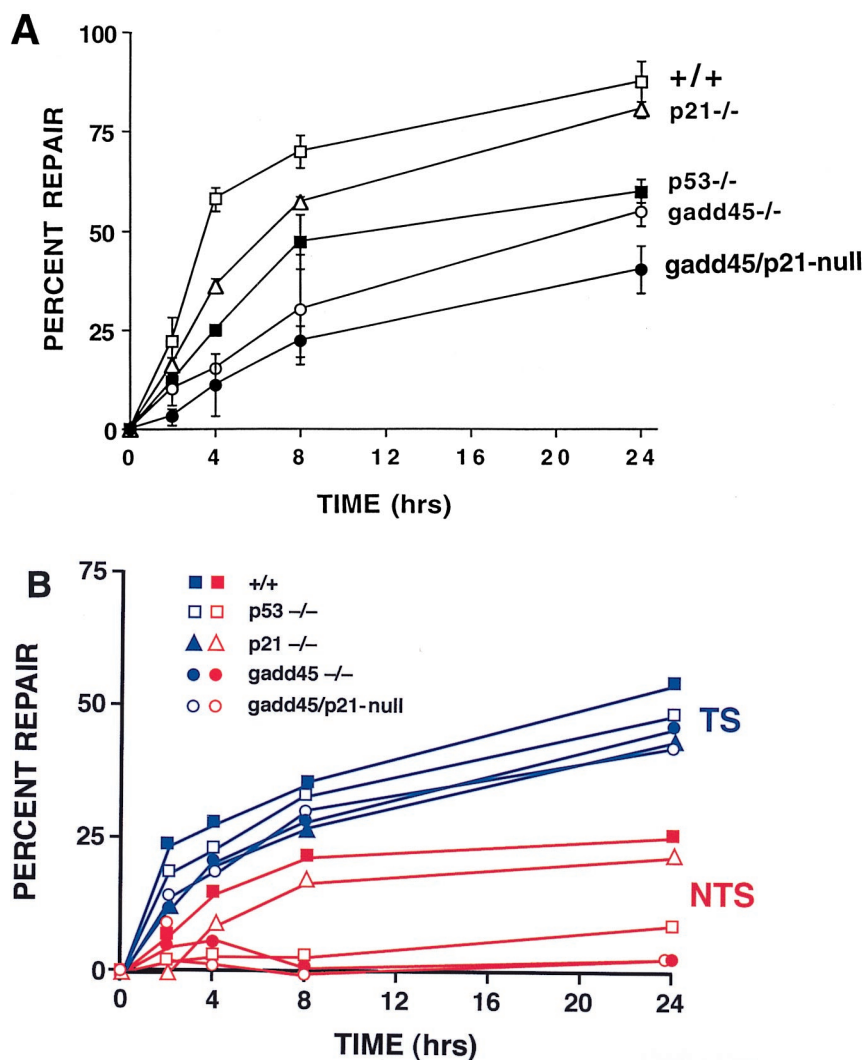 A
100
75
50
25
0
PERCENT REPAIR
0 4 8 12 16 20 24
TIME (hrs)
+/+
p21-/-
p53-/-
gadd45-/-
gadd45/p21-null
B
75
50
25
0
PERCENT REPAIR
+/+
p53 –/–
p21 –/–
gadd45 –/–
gadd45/p21-null
TS
NTS
0 4 8 12 16 20 24
TIME (hrs)